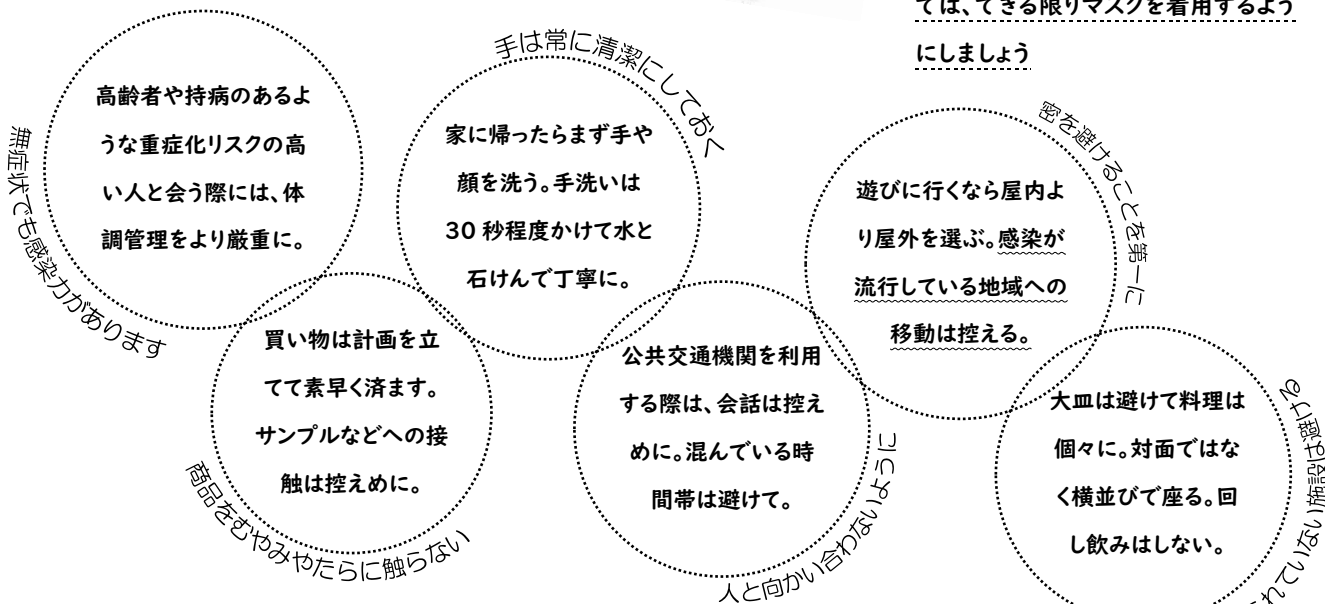 ては、できる限りマスクを着用するよう
にしましょう
無症状でも感染力があります
高齢者や持病のあるよ
うな重症化リスクの高
い人と会う際には、体
調管理をより厳重に。
手は常に清潔にしておく
家に帰ったらまず手や
顔を洗う。手洗いは
30 秒程度かけて水と
石けんで丁寧に。
密を避けることを第一に
遊びに行くなら屋内よ
り屋外を選ぶ。感染が
流行している地域への
移動は控える。
買い物は計画を立
てて素早く済ます。
サンプルなどへの接
触は控えめに。
商品をむやみやたらに触らない
公共交通機関を利用
する際は、会話は控え
めに。混んでいる時
間帯は避けて。
人と向かい合わないように
大皿は避けて料理は
個々に。対面ではな
く横並びで座る。回
し飲みはしない。
れていない施設は避ける